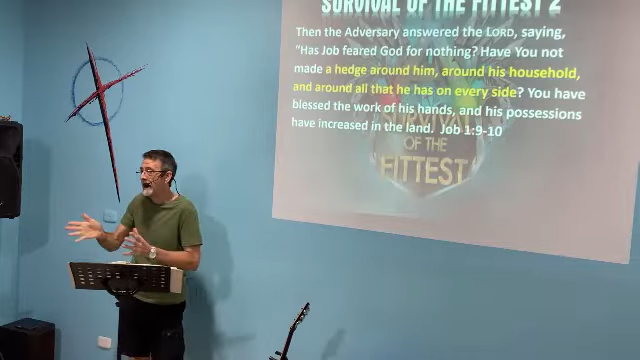 SURVIVAL OF THE FITTEST 2
Then the Adversary answered the LORD, saying,
"Has Job feared God for nothing? Have You not
made a hedge around him, around his household,
and around all that he has on every side? You have
blessed the work of his hands, and his possessions
have increased in the land.  Job 1:9-10
SURVIVAL
OF THE
FITTEST